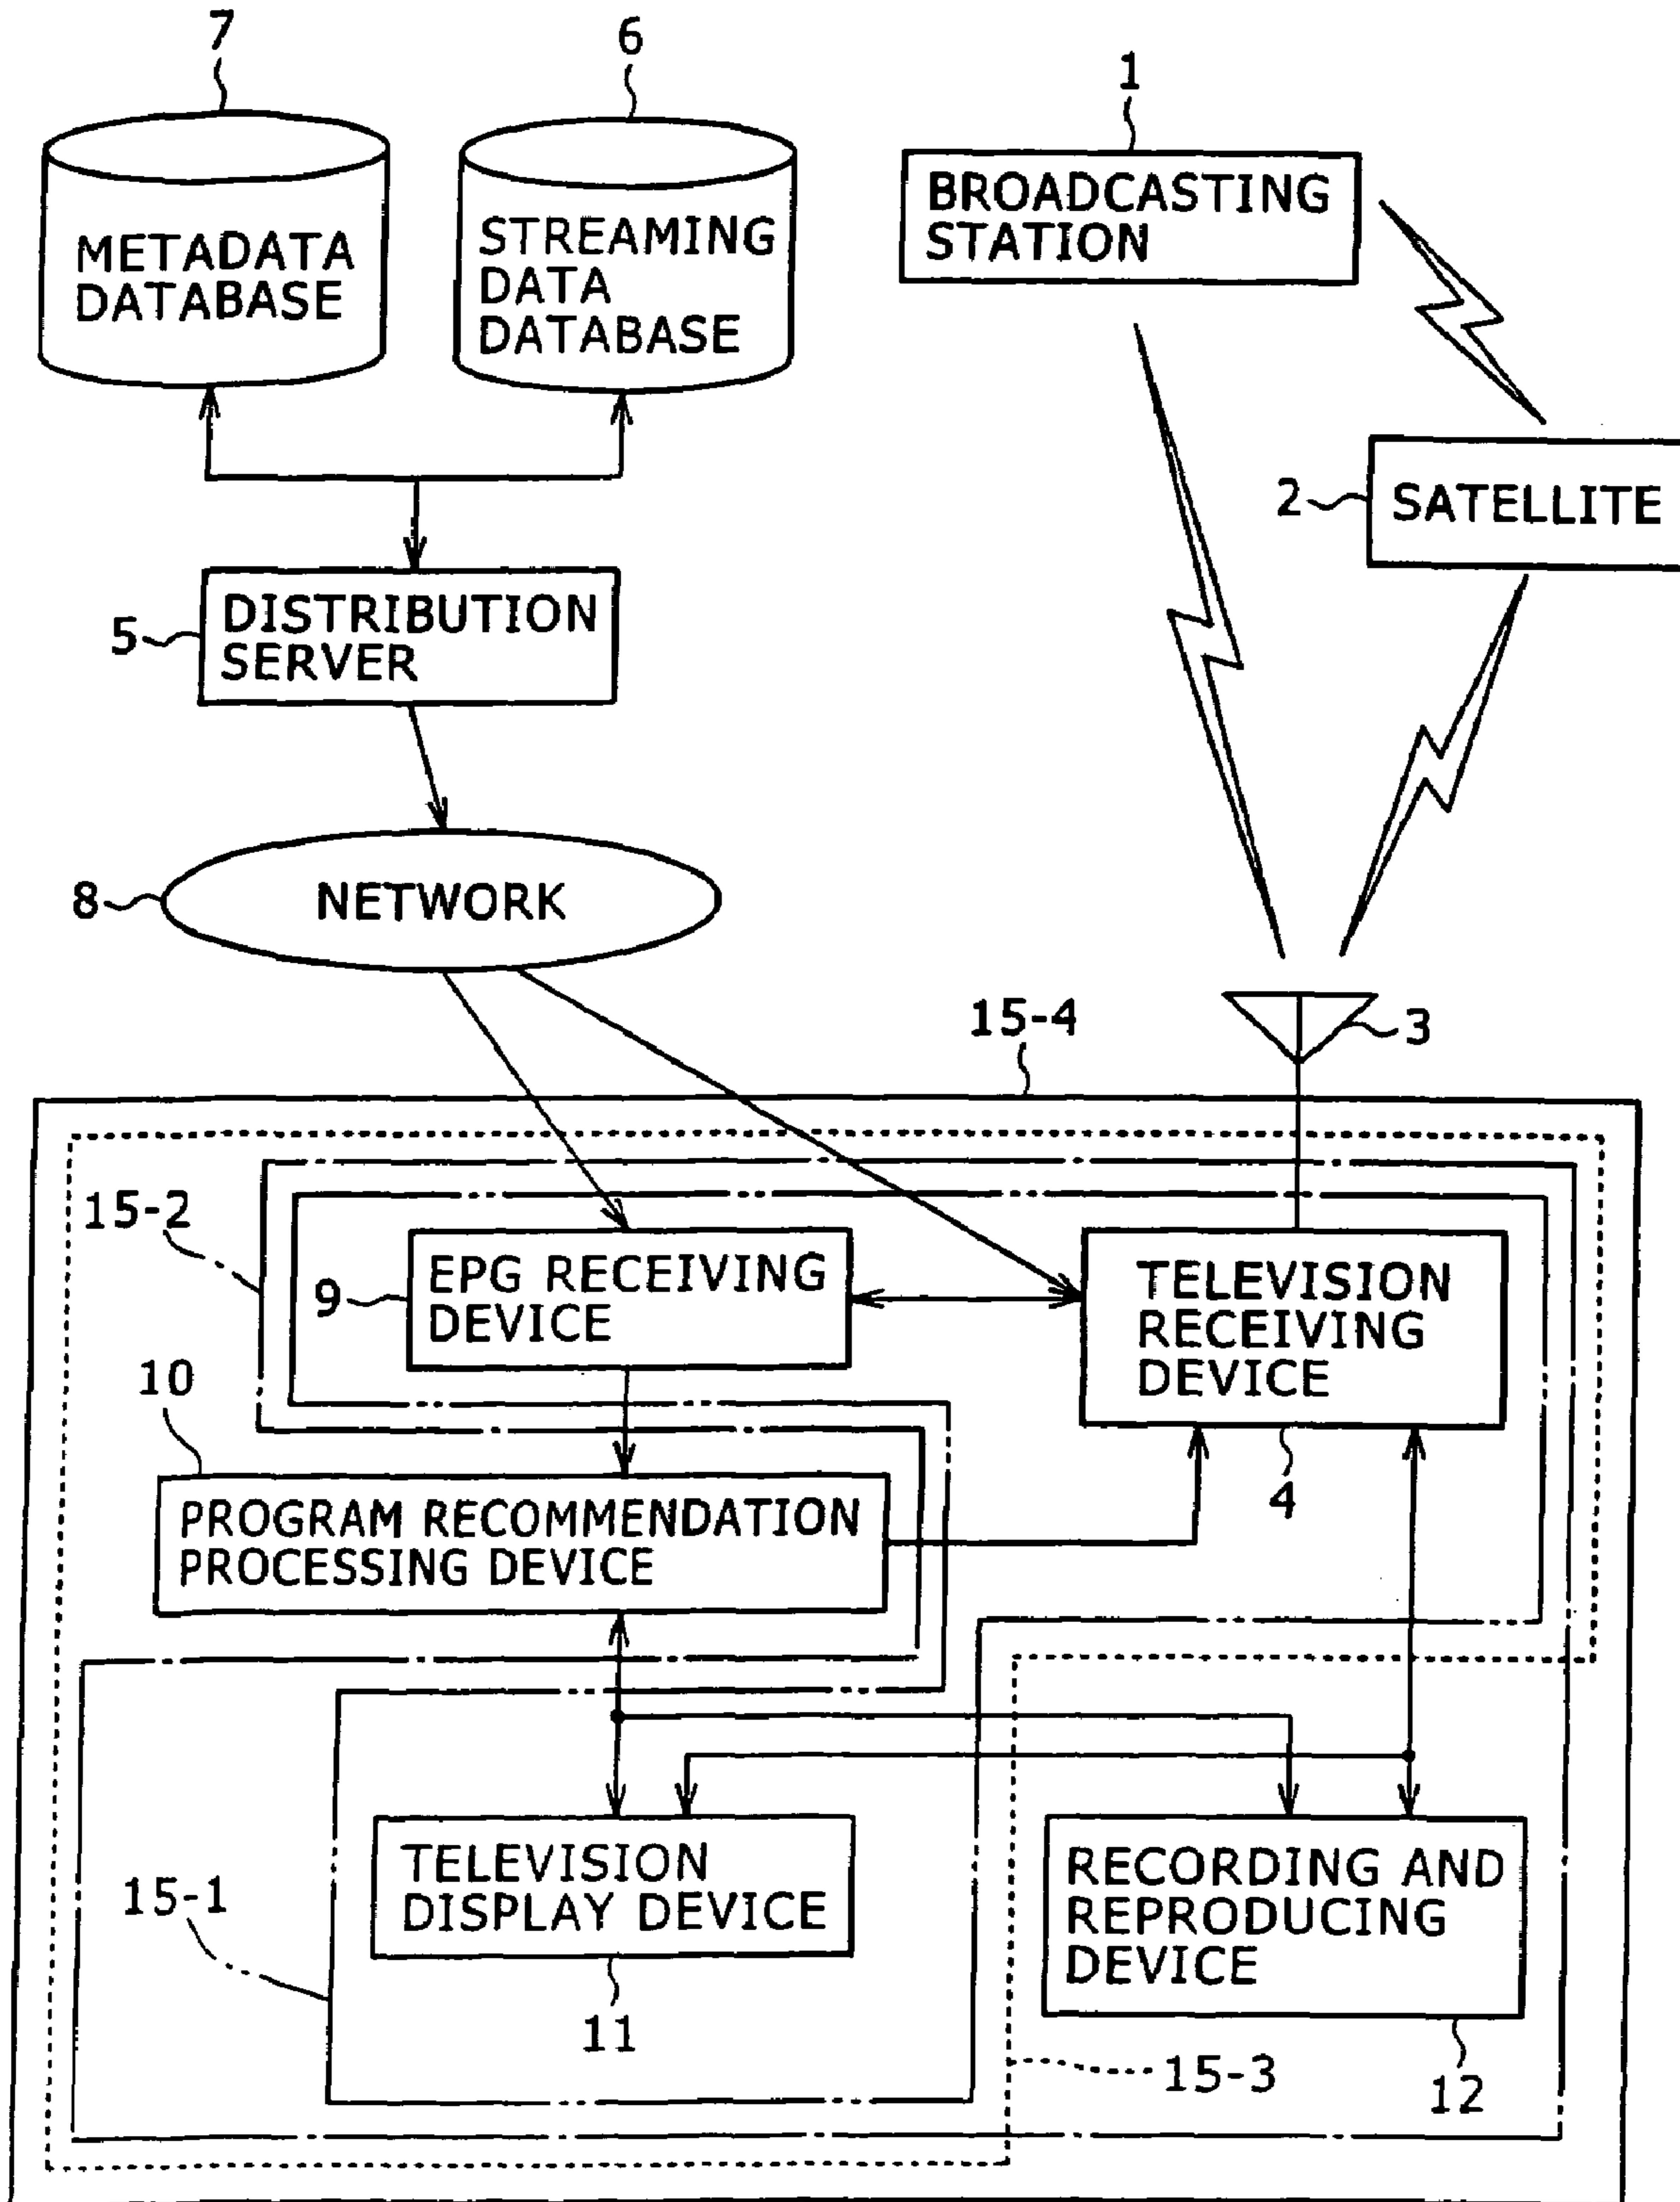 7
6
1
METADATA
DATABASE
STREAMING
DATA
DATABASE
BROADCASTING
STATION
2
SATELLITE
5
DISTRIBUTION
SERVER
8
NETWORK
15-4
3
15-2
9
EPG RECEIVING
DEVICE
TELEVISION
RECEIVING
DEVICE
10
4
PROGRAM RECOMMENDATION
PROCESSING DEVICE
15-1
TELEVISION
DISPLAY DEVICE
RECORDING AND
REPRODUCING
DEVICE
11
15-3
12